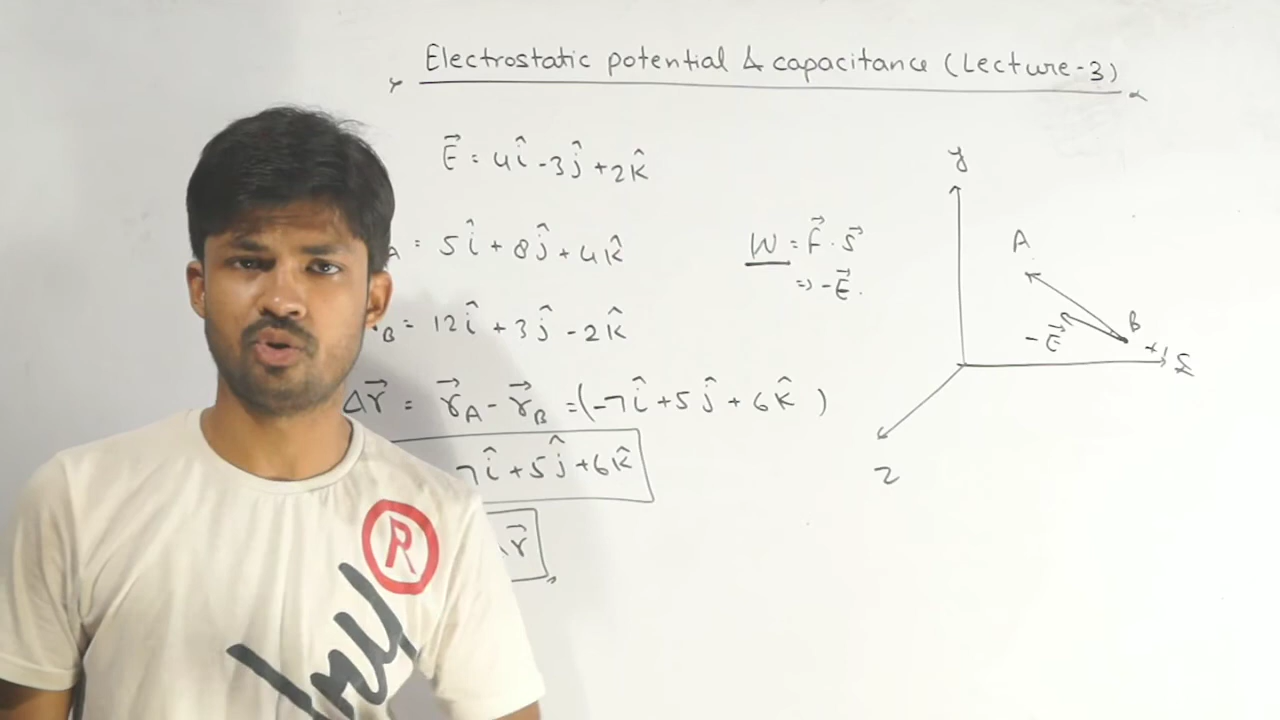 Electrostatic potential & capacitance (Lecture-3)
E⃗ = 4î - 3ĵ + 2k̂
A = 5î + 8ĵ + 4k̂
B = 12î + 3ĵ - 2k̂
Δr⃗ = r⃗A - r⃗B = (-7î + 5ĵ + 6k̂)
7î + 5ĵ + 6k̂
r⃗
W = F⃗ . S⃗
=> -E⃗ .
y
A
B
-E⃗
+1
z
R